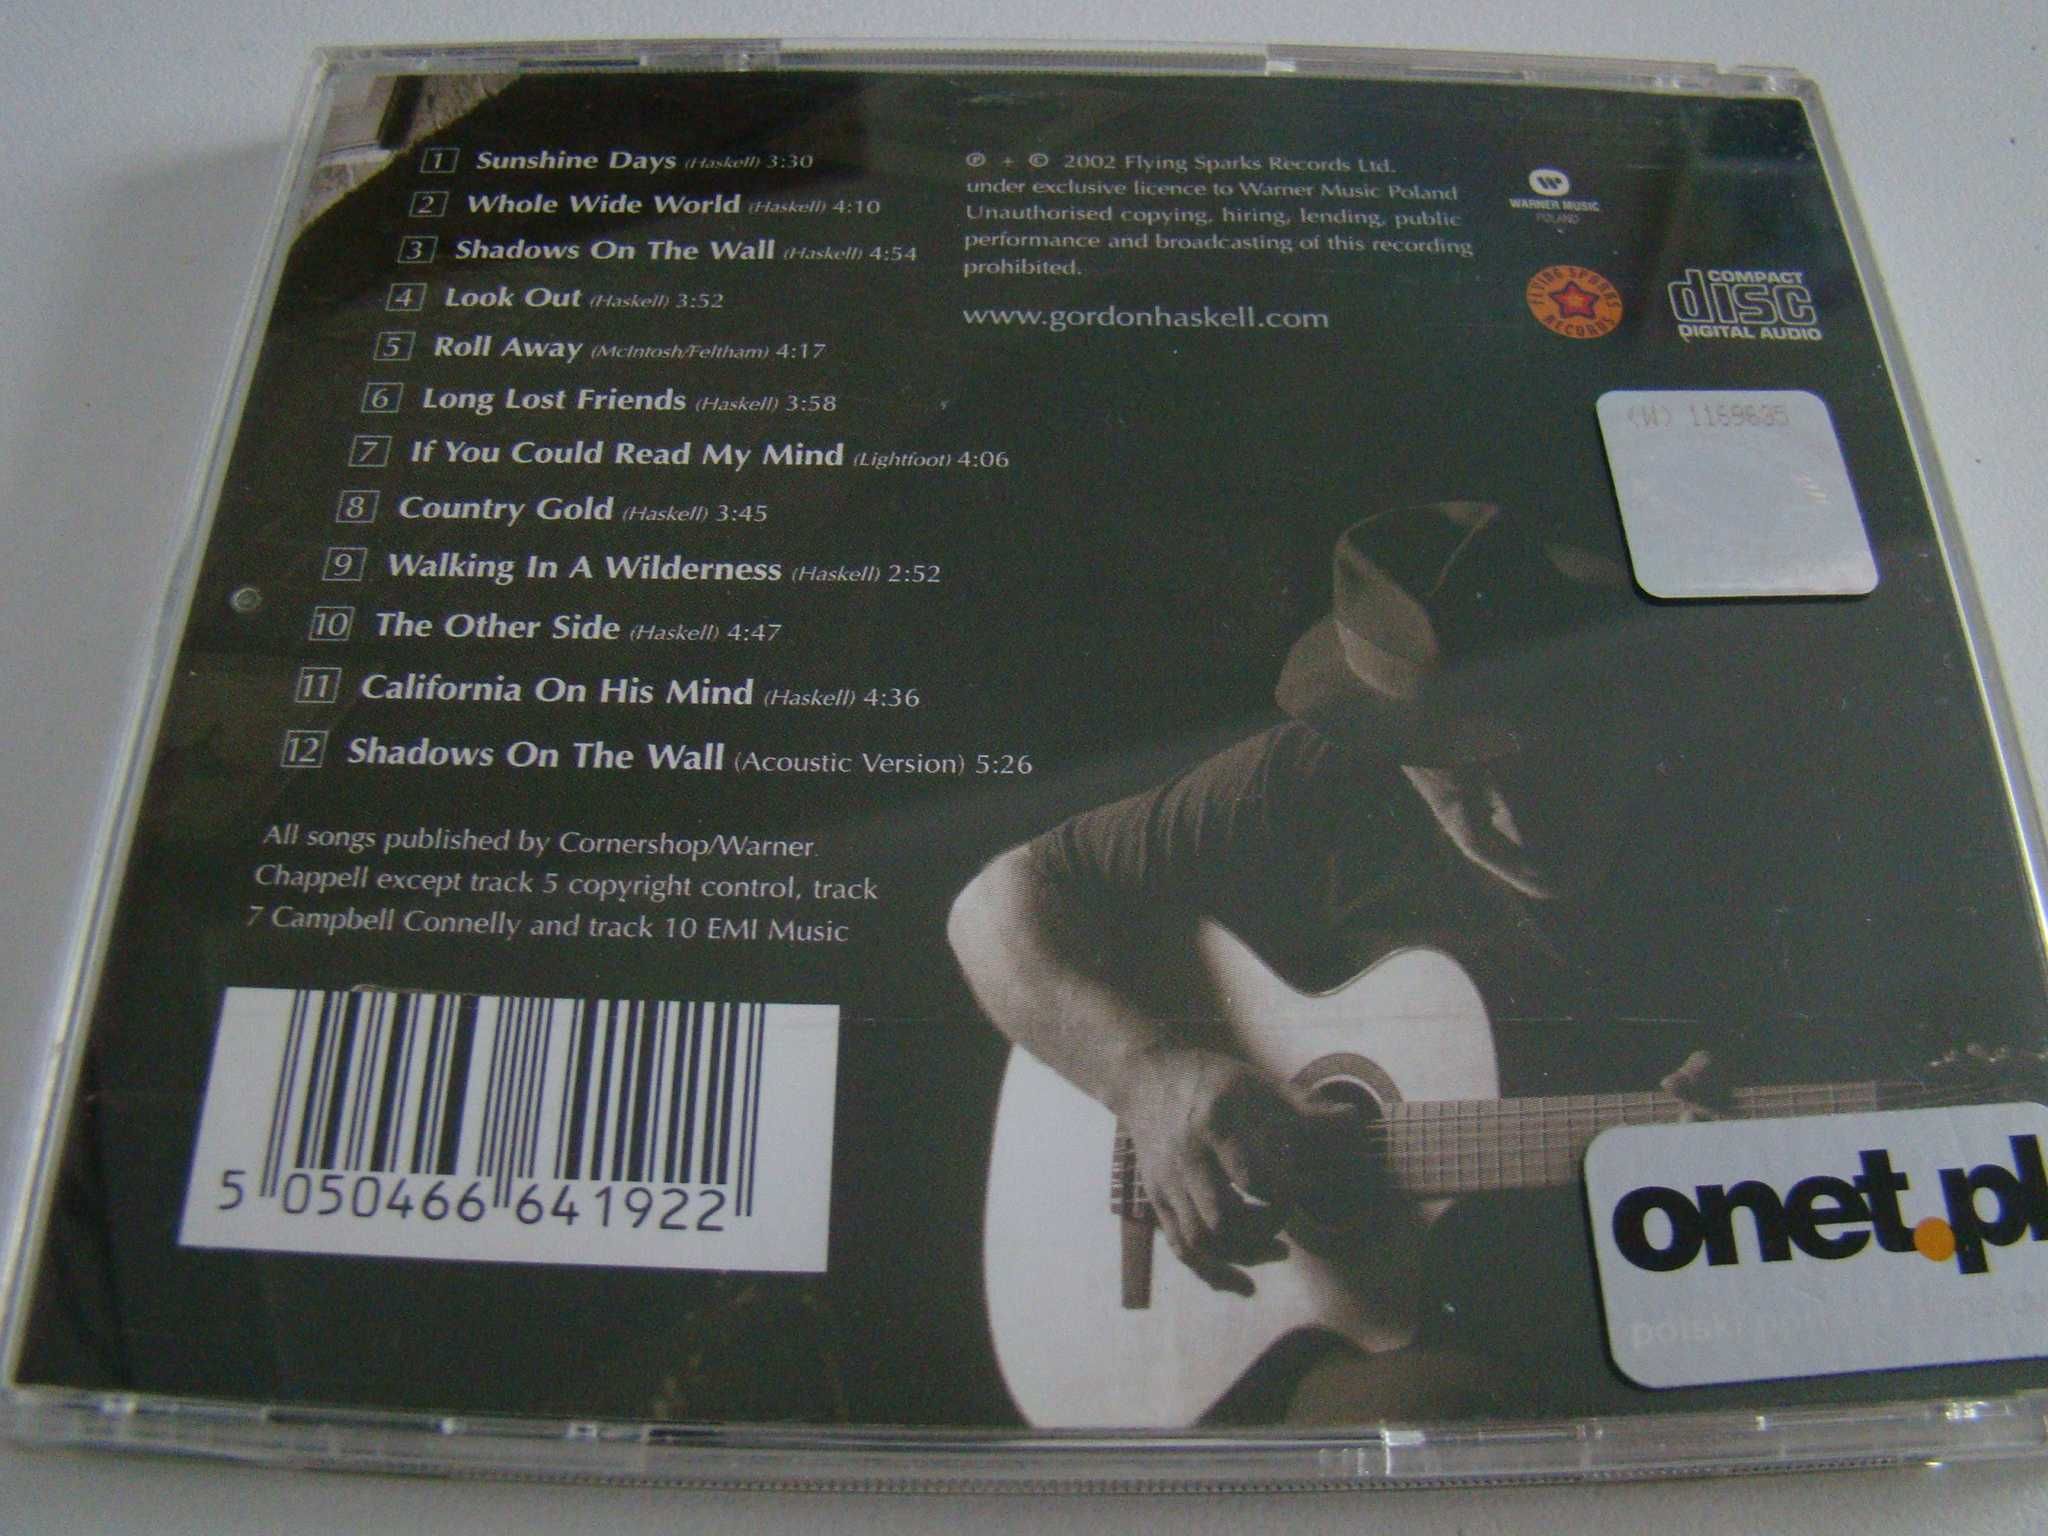 1 Sunshine Days (Haskell) 3:30
2 Whole Wide World (Haskell) 4:10
3 Shadows On The Wall (Haskell) 4:54
4 Look Out (Haskell) 3:52
5 Roll Away (McIntosh/Feltham) 4:17
6 Long Lost Friends (Haskell) 3:58
7 If You Could Read My Mind (Lightfoot) 4:06
8 Country Gold (Haskell) 3:45
9 Walking In A Wilderness (Haskell) 2:52
10 The Other Side (Haskell) 4:47
11 California On His Mind (Haskell) 4:36
12 Shadows On The Wall (Acoustic Version) 5:26
All songs published by Cornershop/Warner.
Chappell except track 5 copyright control, track
7 Campbell Connelly and track 10 EMI Music
5 050466 641922
℗ + © 2002 Flying Sparks Records Ltd.
under exclusive licence to Warner Music Poland
Unauthorised copying, hiring, lending, public
performance and broadcasting of this recording
prohibited.
www.gordonhaskell.com
WARNER MUSIC
POLAND
FLYING SPARKS
RECORDS
COMPACT
disc
DIGITAL AUDIO
(W) 1169635
onet.pl